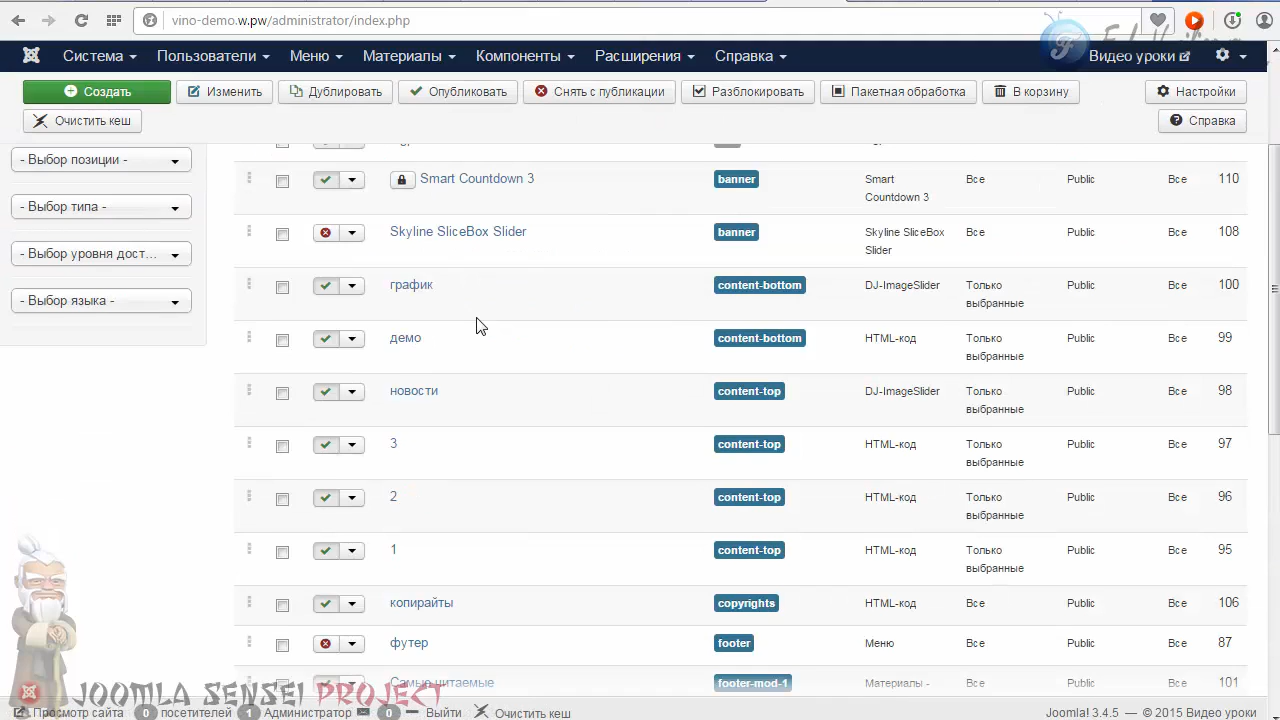 vino-demo.w.pw/administrator/index.php
Система Пользователи Меню Материалы Компоненты Расширения Справка Видео уроки
Создать Изменить Дублировать Опубликовать Снять с публикации Разблокировать Пакетная обработка В корзину Настройки
Очистить кеш Справка
- Выбор позиции -
- Выбор типа -
- Выбор уровня дост...
- Выбор языка -
Smart Countdown 3 banner Smart Все Public Все 110
Countdown 3
Skyline SliceBox Slider banner Skyline SliceBox Все Public Все 108
Slider
график content-bottom DJ-ImageSlider Только Public Все 100
выбранные
демо content-bottom HTML-код Только Public Все 99
выбранные
новости content-top DJ-ImageSlider Только Public Все 98
выбранные
3 content-top HTML-код Только Public Все 97
выбранные
2 content-top HTML-код Только Public Все 96
выбранные
1 content-top HTML-код Только Public Все 95
выбранные
копирайты copyrights HTML-код Все Public Все 106
футер footer Меню Все Public Все 87
Самые читаемые footer-mod-1 Материалы - Все Public Все 101
JOOMLA SENSEI PROJECT
Просмотр сайта 0 посетителей 1 Администратор 0 Выйти Очистить кеш Joomla! 3.4.5 — © 2015 Видео уроки